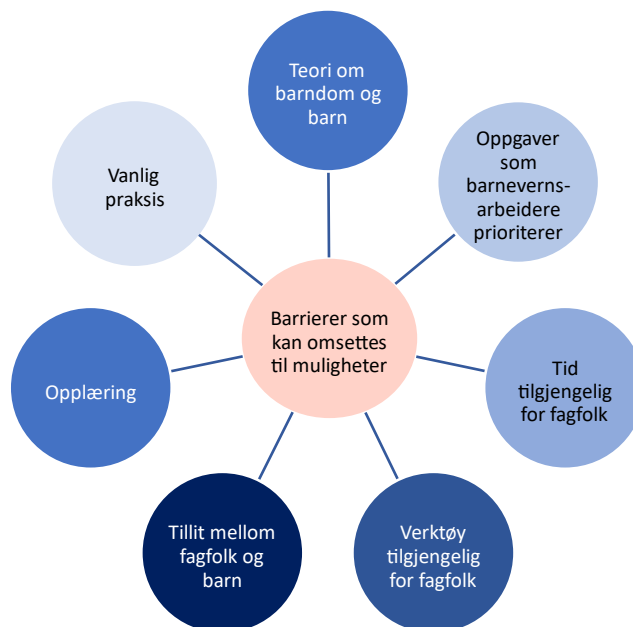 Teori om
barndom og
barn
Oppgaver
som
barneverns-
arbeidere
prioriterer
Tid
tilgjengelig
for fagfolk
Verktøy
tilgjengelig
for fagfolk
Tillit mellom
fagfolk og
barn
Opplæring
Vanlig
praksis
Barrierer som
kan omsettes
til muligheter